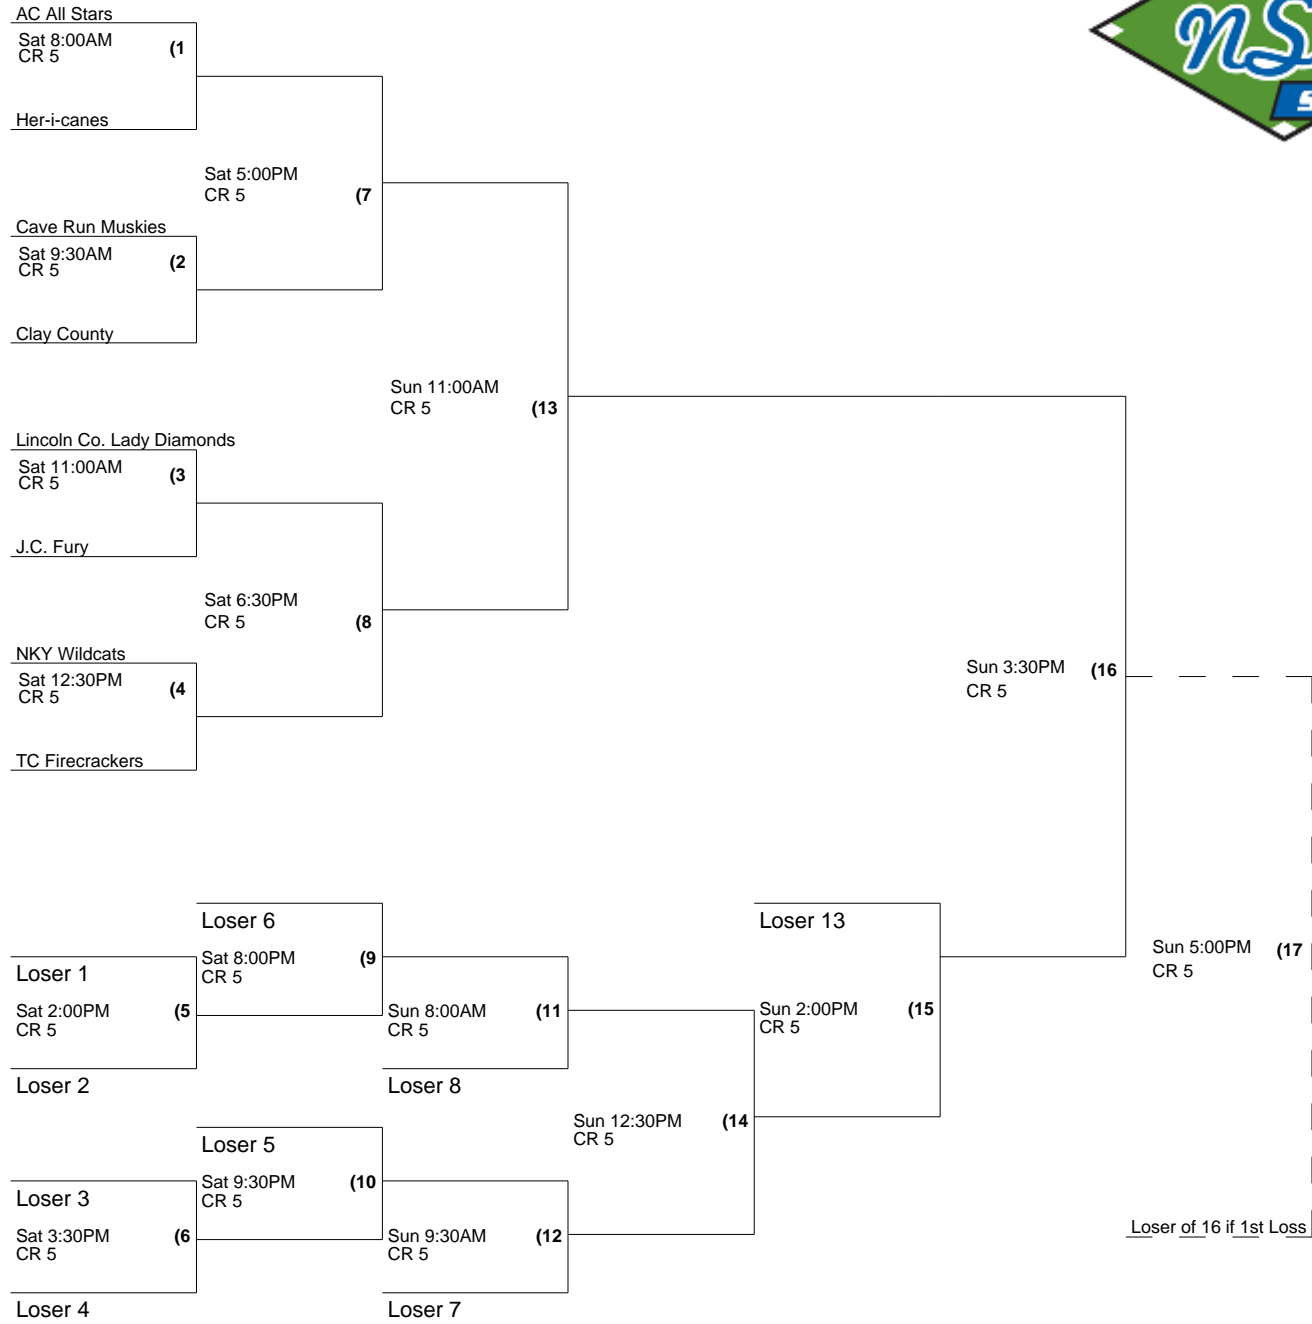 AC All Stars
Sat 8:00AM
CR 5
(1
Her-i-canes
Sat 5:00PM
CR 5
(7
Cave Run Muskies
Sat 9:30AM
CR 5
(2
Clay County
Sun 11:00AM
CR 5
(13
Lincoln Co. Lady Diamonds
Sat 11:00AM
CR 5
(3
J.C. Fury
Sat 6:30PM
CR 5
(8
NKY Wildcats
Sat 12:30PM
CR 5
(4
TC Firecrackers
Sun 3:30PM
CR 5
(16
Loser 6
Sat 8:00PM
CR 5
(9
Loser 1
Sat 2:00PM
CR 5
(5
Loser 2
Sun 8:00AM
CR 5
(11
Loser 8
Loser 13
Sun 2:00PM
CR 5
(15
Sun 5:00PM
CR 5
(17
Sun 12:30PM
CR 5
(14
Loser 5
Sat 9:30PM
CR 5
(10
Loser 3
Sat 3:30PM
CR 5
(6
Loser 4
Sun 9:30AM
CR 5
(12
Loser 7
Loser of 16 if 1st Loss